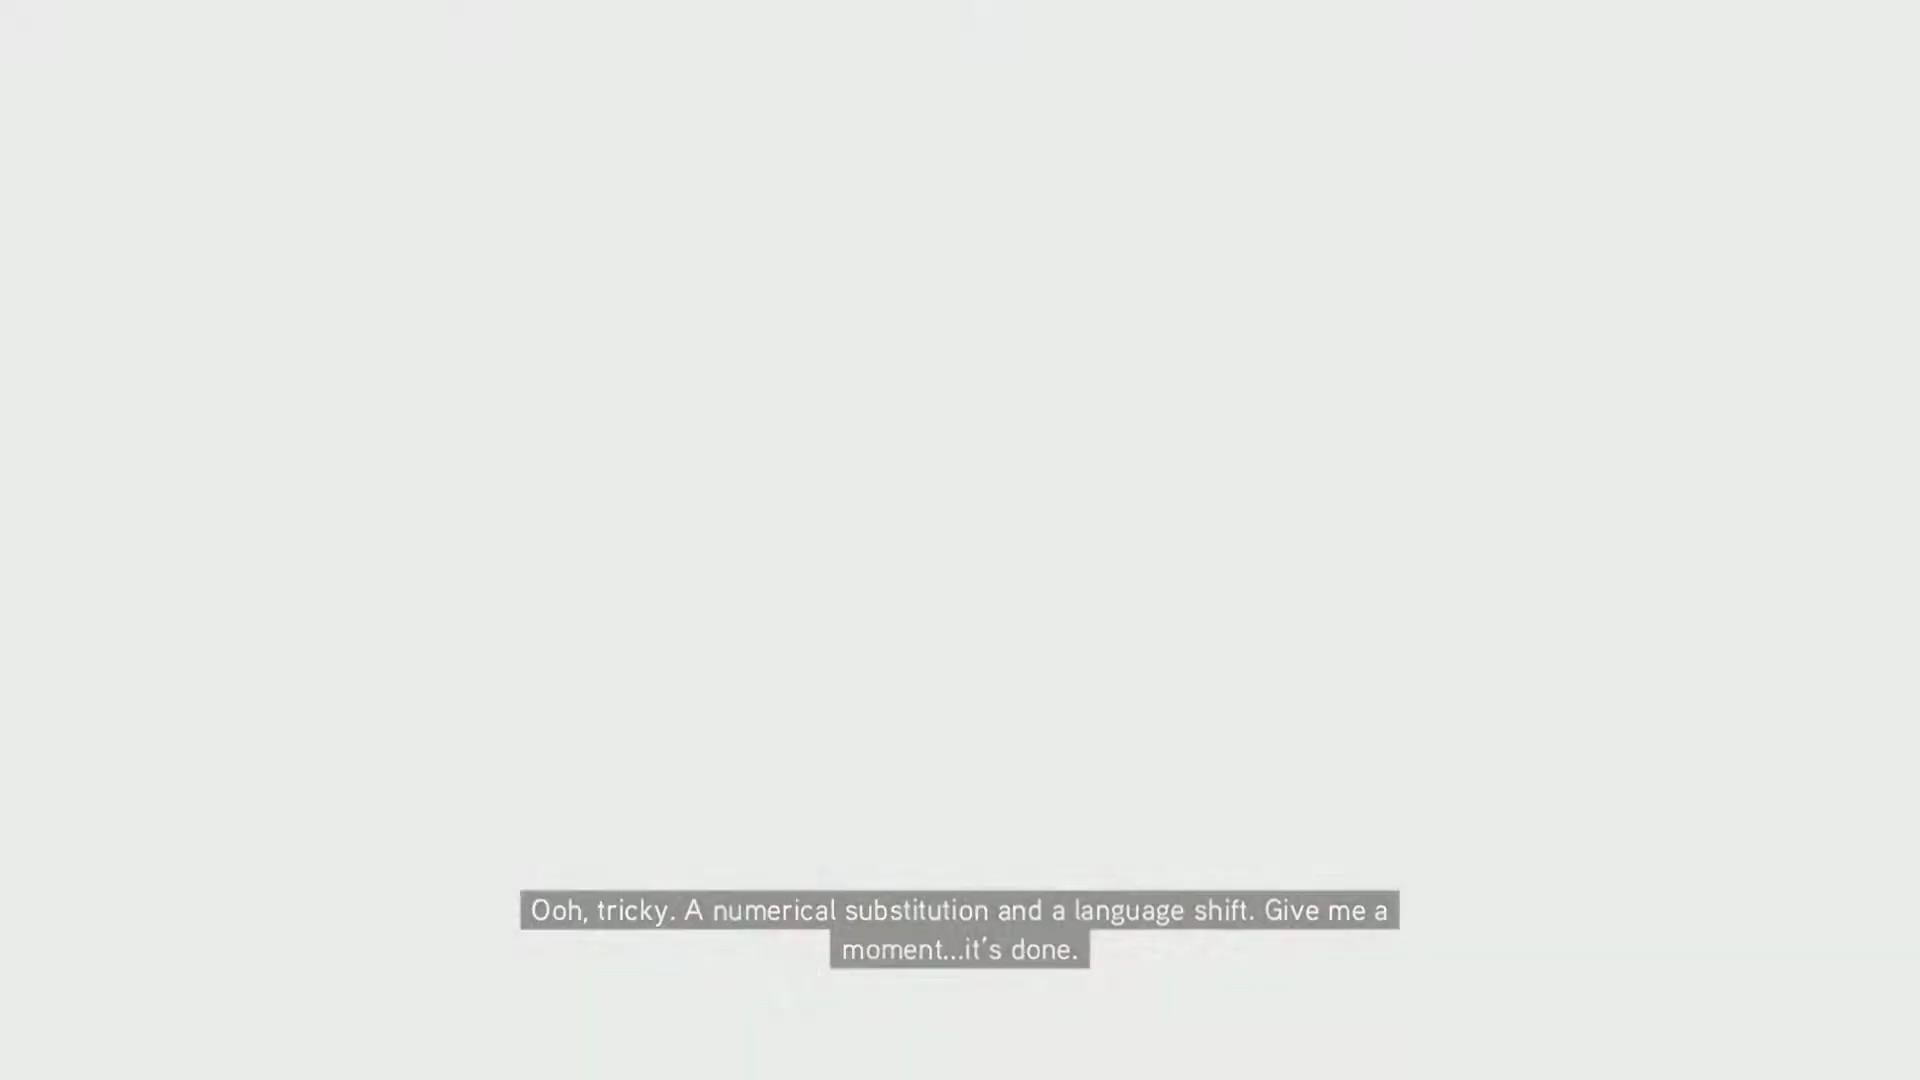 Ooh, tricky. A numerical substitution and a language shift. Give me a
moment...it's done.